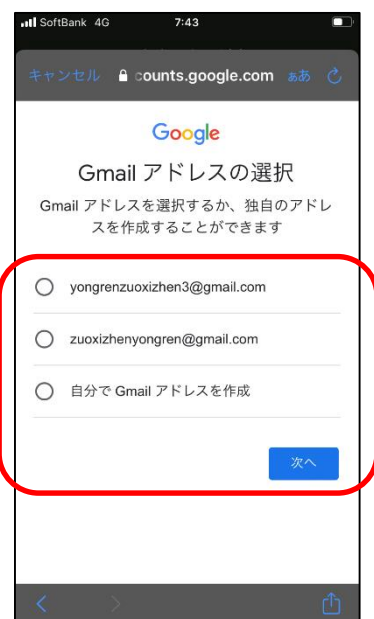 SoftBank 4G 7:43
キャンセル counts.google.com ぁあ
Google
Gmail アドレスの選択
Gmail アドレスを選択するか、独自のアドレ
スを作成することができます
yongrenzuoxizhen3@gmail.com
zuoxizhenyongren@gmail.com
自分で Gmail アドレスを作成
次へ